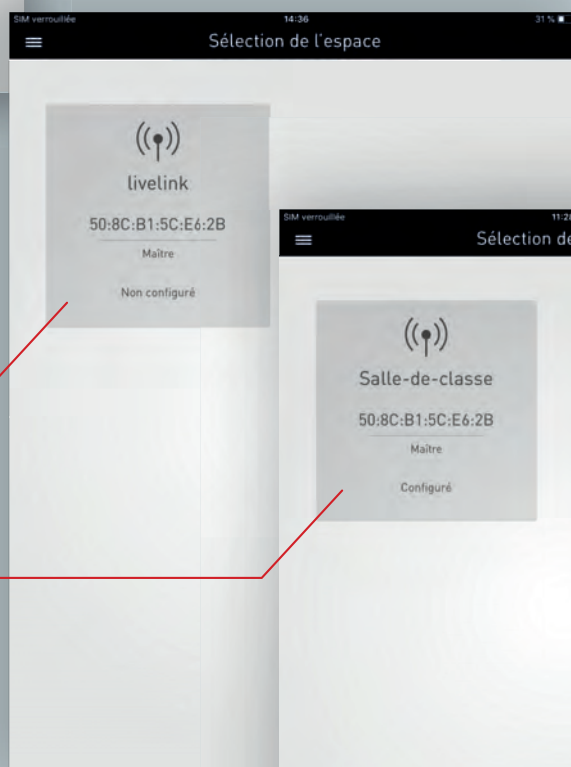 SIM verrouillée 14:36 31 %
Sélection de l'espace
livelink
50:8C:B1:5C:E6:2B
Maître
Non configuré
SIM verrouillée
Sélection
Salle-de-classe
50:8C:B1:5C:E6:2B
Maître
Configuré